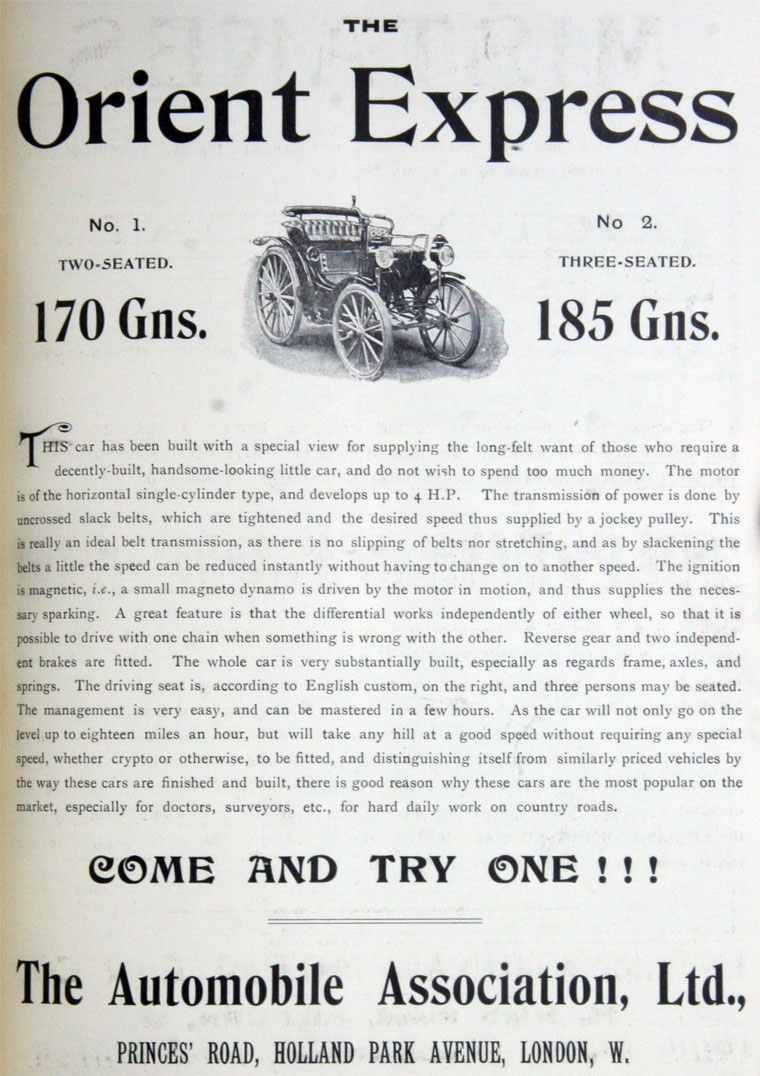 THE
Orient Express
No. 1.
TWO-SEATED.
170 Gns.
No 2.
THREE-SEATED.
185 Gns.
THIS car has been built with a special view for supplying the long-felt want of those who require a
decently-built, handsome-looking little car, and do not wish to spend too much money. The motor
is of the horizontal single-cylinder type, and develops up to 4 H.P. The transmission of power is done by
uncrossed slack belts, which are tightened and the desired speed thus supplied by a jockey pulley. This
is really an ideal belt transmission, as there is no slipping of belts nor stretching, and as by slackening the
belts a little the speed can be reduced instantly without having to change on to another speed. The ignition
is magnetic, i.e., a small magneto dynamo is driven by the motor in motion, and thus supplies the neces-
sary sparking. A great feature is that the differential works independently of either wheel, so that it is
possible to drive with one chain when something is wrong with the other. Reverse gear and two independ-
ent brakes are fitted. The whole car is very substantially built, especially as regards frame, axles, and
springs. The driving seat is, according to English custom, on the right, and three persons may be seated.
The management is very easy, and can be mastered in a few hours. As the car will not only go on the
level up to eighteen miles an hour, but will take any hill at a good speed without requiring any special
speed, whether crypto or otherwise, to be fitted, and distinguishing itself from similarly priced vehicles by
the way these cars are finished and built, there is good reason why these cars are the most popular on the
market, especially for doctors, surveyors, etc., for hard daily work on country roads.
COME AND TRY ONE ! ! !
The Automobile Association, Ltd.,
PRINCES' ROAD, HOLLAND PARK AVENUE, LONDON, W.